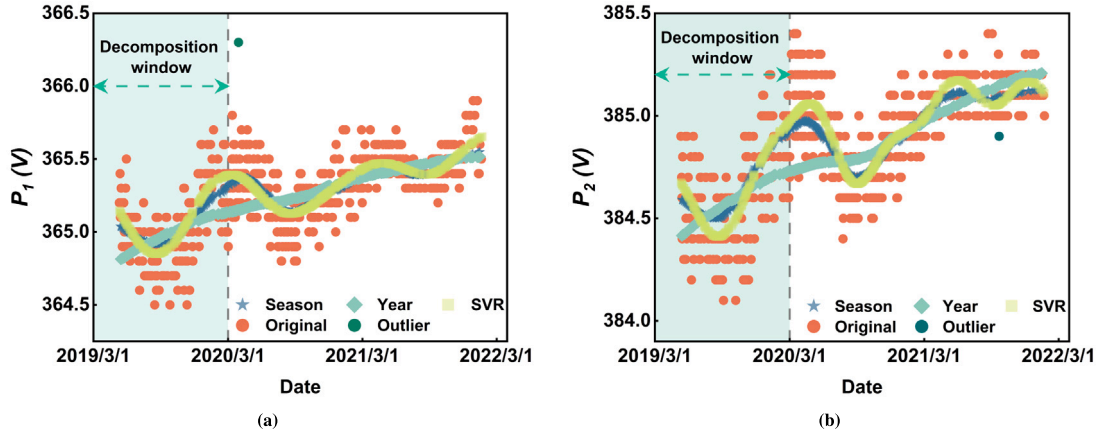 366.5
366.0
365.5
365.0
364.5
P1 (V)
Decomposition
window
Season
Year
SVR
Original
Outlier
2019/3/1
2020/3/1
2021/3/1
2022/3/1
Date
(a)
385.5
385.0
384.5
384.0
P2 (V)
Decomposition
window
Season
Year
SVR
Original
Outlier
2019/3/1
2020/3/1
2021/3/1
2022/3/1
Date
(b)